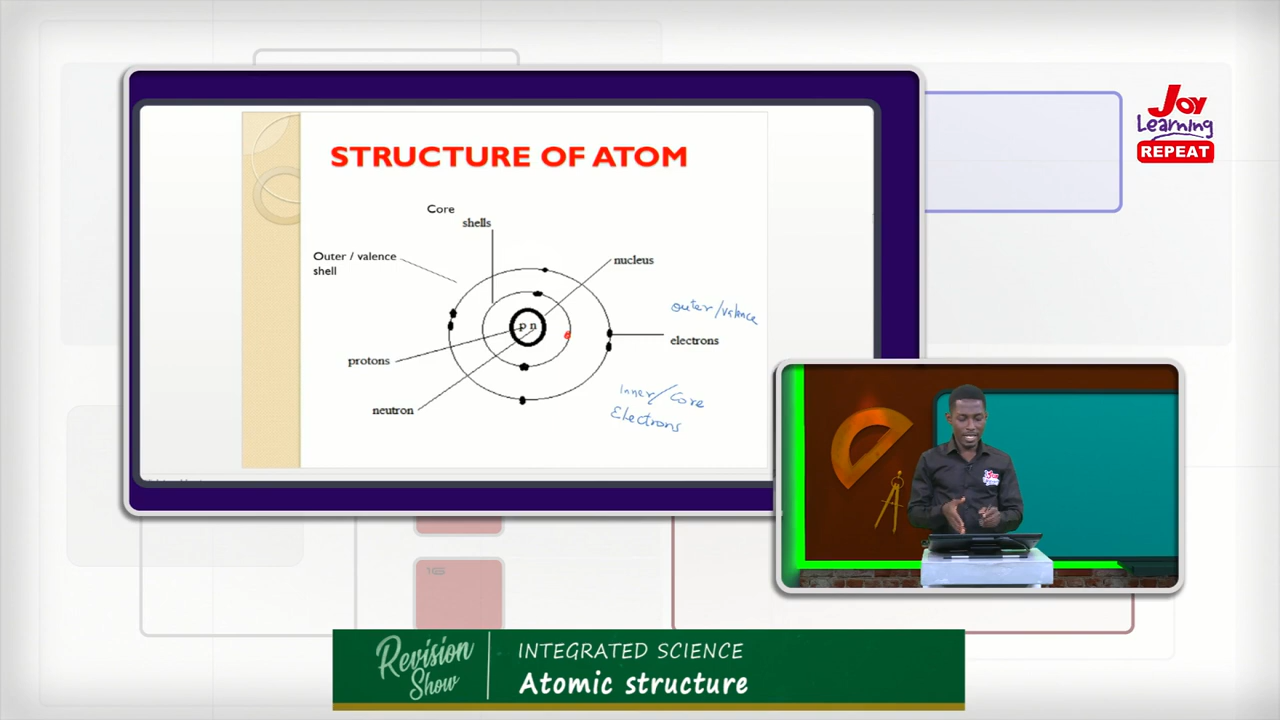 Joy
Learning
REPEAT
STRUCTURE OF ATOM
Core
shells
Outer / valence
shell
nucleus
outer/valence
p n
electrons
protons
Inner/Core
Electrons
neutron
Revision
Show
INTEGRATED SCIENCE
Atomic structure